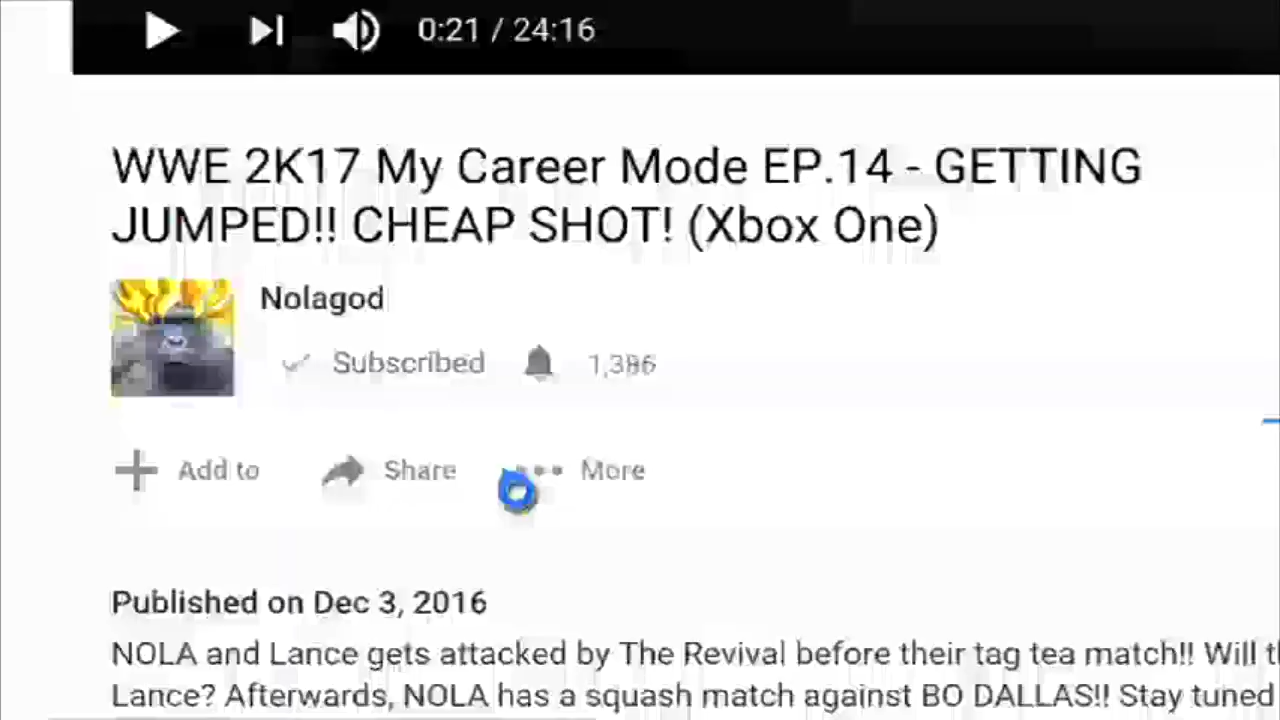 0:21 / 24:16
WWE 2K17 My Career Mode EP.14 - GETTING
JUMPED!! CHEAP SHOT! (Xbox One)
Nolagod
Subscribed 1,386
Add to Share More
Published on Dec 3, 2016
NOLA and Lance gets attacked by The Revival before their tag tea match!! Will t
Lance? Afterwards, NOLA has a squash match against BO DALLAS!! Stay tuned